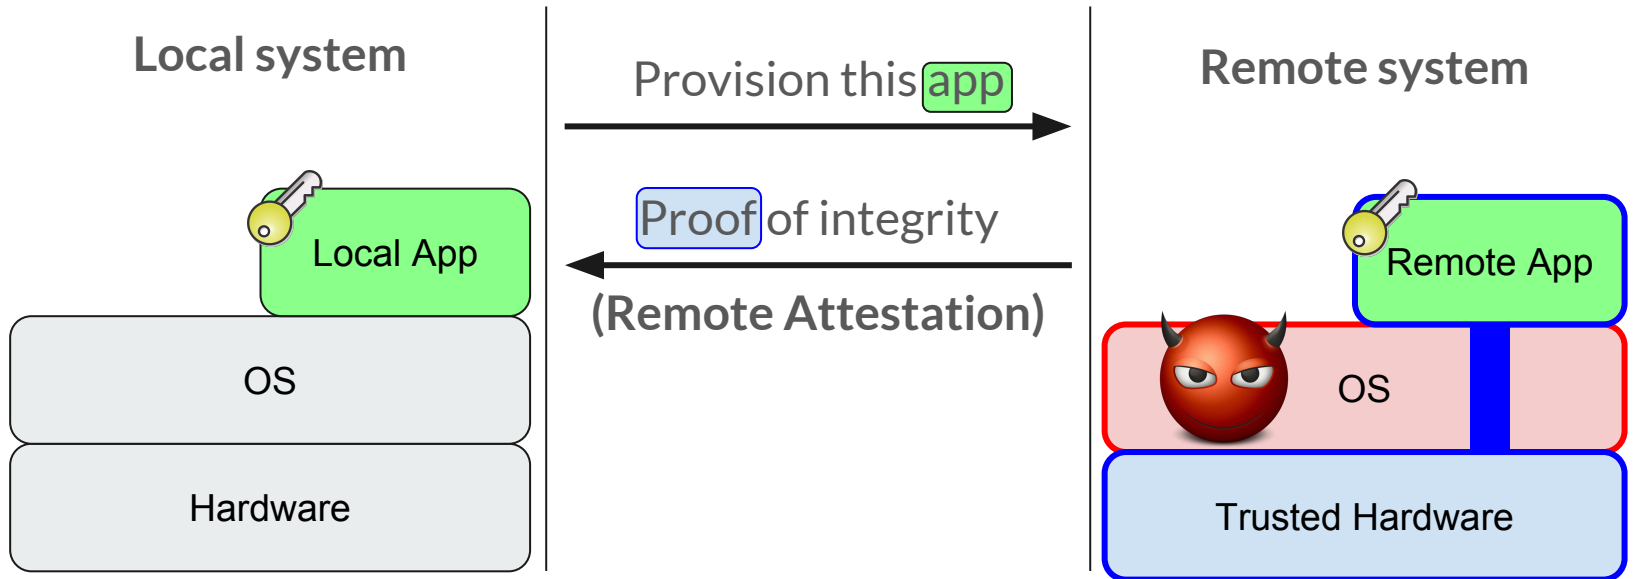 Local system
Local App
OS
Hardware
Provision this app
Proof of integrity
(Remote Attestation)
Remote system
Remote App
OS
Trusted Hardware